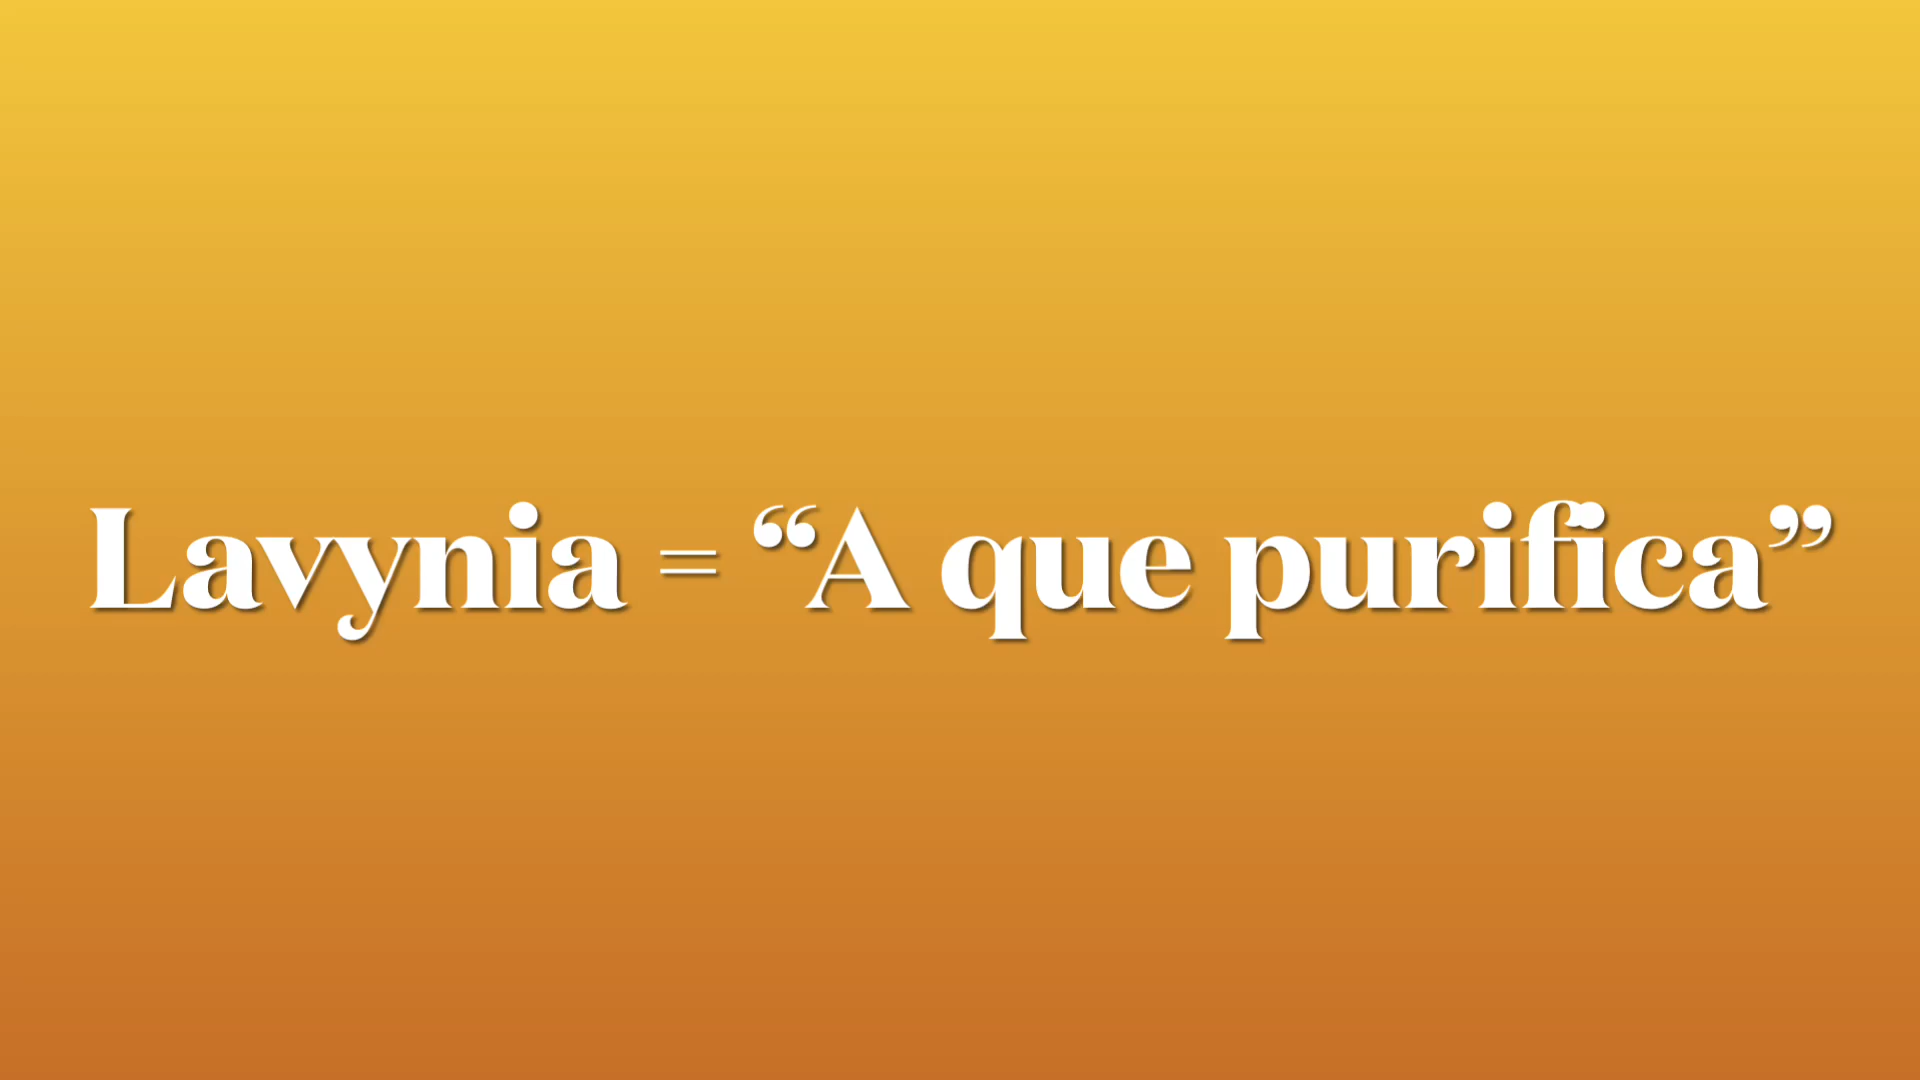 Lavynia = “A que purifica”